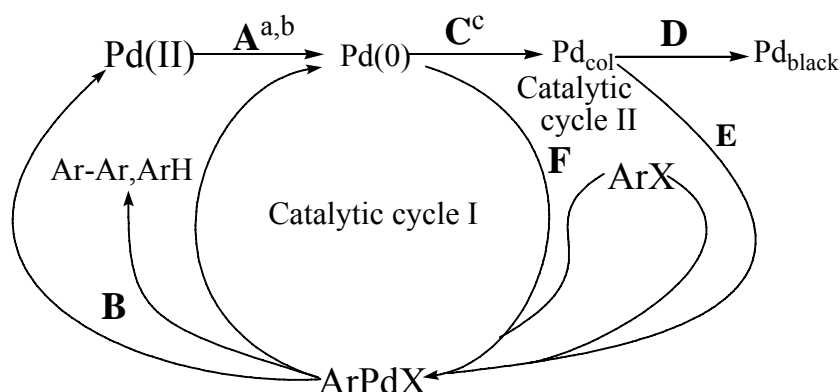 Pd(II) A^a,b Pd(0) C^c Pd_col D Pd_black
Catalytic
cycle II
E
F
Ar-Ar,ArH
ArX
Catalytic cycle I
B
ArPdX